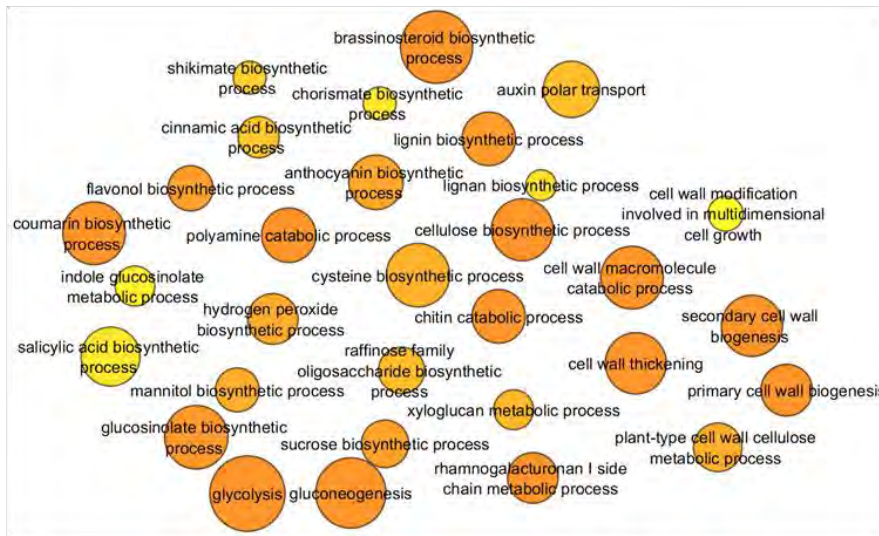 brassinosteroid biosynthetic
process
shikimate biosynthetic
process
chorismate biosynthetic
process
auxin polar transport
cinnamic acid biosynthetic
process
lignin biosynthetic process
anthocyanin biosynthetic
process
flavonol biosynthetic process
lignan biosynthetic process
cell wall modification
involved in multidimensional
cell growth
coumarin biosynthetic
process
polyamine catabolic process
cellulose biosynthetic process
indole glucosinolate
metabolic process
cysteine biosynthetic process
cell wall macromolecule
catabolic process
hydrogen peroxide
biosynthetic process
chitin catabolic process
secondary cell wall
biogenesis
salicylic acid biosynthetic
process
raffinose family
oligosaccharide biosynthetic
process
cell wall thickening
mannitol biosynthetic process
primary cell wall biogenesis
xyloglucan metabolic process
glucosinolate biosynthetic
process
sucrose biosynthetic process
plant-type cell wall cellulose
metabolic process
rhamnogalacturonan I side
chain metabolic process
glycolysis
gluconeogenesis